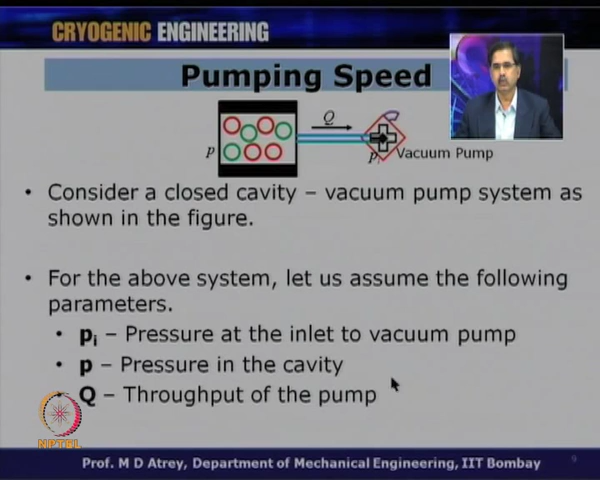 CRYOGENIC ENGINEERING
Pumping Speed
Q
p
pi
Vacuum Pump
• Consider a closed cavity – vacuum pump system as
shown in the figure.
• For the above system, let us assume the following
parameters.
• pi – Pressure at the inlet to vacuum pump
• p – Pressure in the cavity
Q – Throughput of the pump
NPTEL
9
Prof. M D Atrey, Department of Mechanical Engineering, IIT Bombay